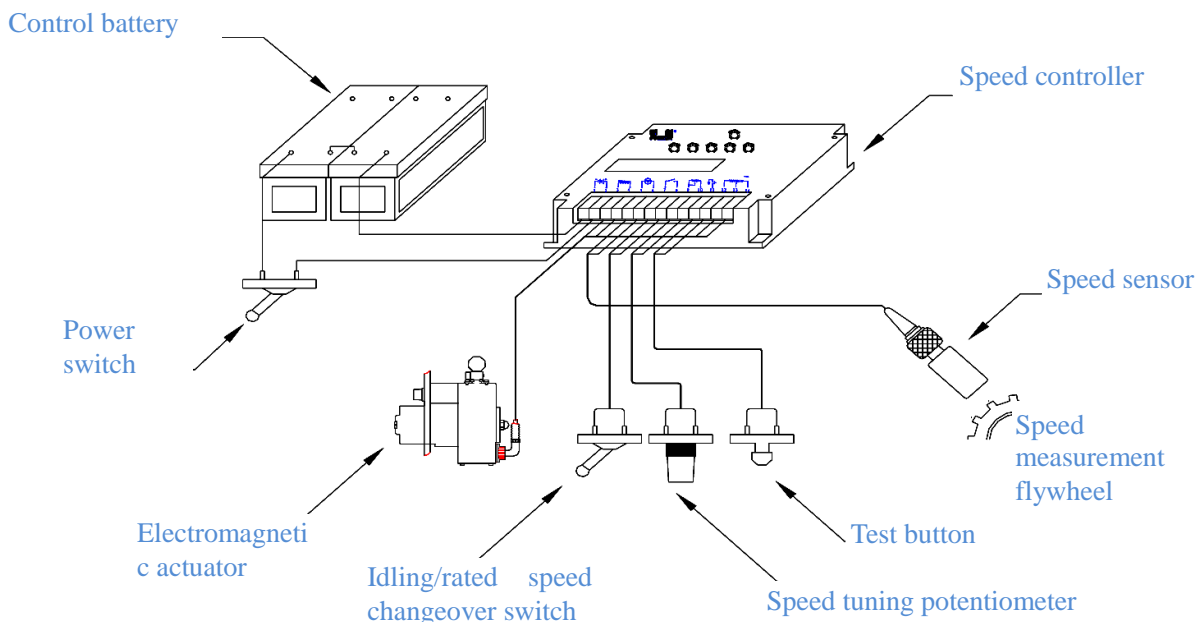 Control battery
Speed controller
Speed sensor
Power
switch
Speed
measurement
flywheel
Electromagneti
c actuator
Test button
Idling/rated speed
changeover switch
Speed tuning potentiometer